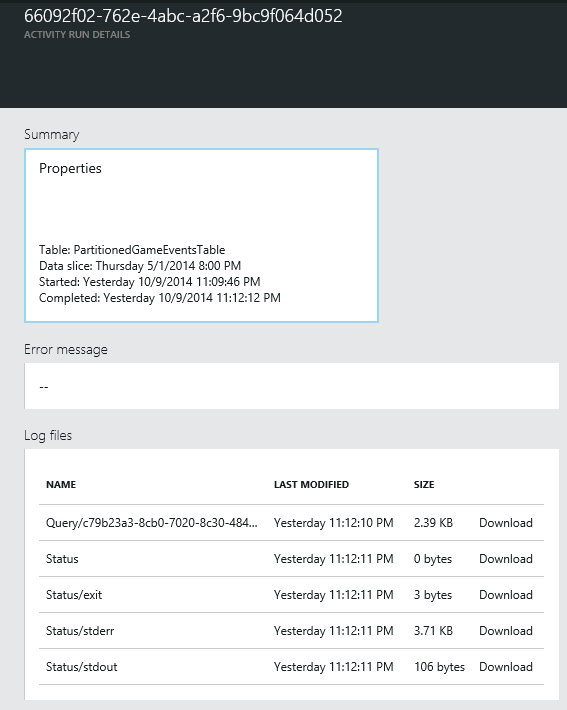 66092f02-762e-4abc-a2f6-9bc9f064d052
ACTIVITY RUN DETAILS
Summary
Properties
Table: PartitionedGameEventsTable
Data slice: Thursday 5/1/2014 8:00 PM
Started: Yesterday 10/9/2014 11:09:46 PM
Completed: Yesterday 10/9/2014 11:12:12 PM
Error message
--
Log files
NAME LAST MODIFIED SIZE
Query/c79b23a3-8cb0-7020-8c30-484... Yesterday 11:12:10 PM 2.39 KB Download
Status Yesterday 11:12:11 PM 0 bytes Download
Status/exit Yesterday 11:12:11 PM 3 bytes Download
Status/stderr Yesterday 11:12:11 PM 3.71 KB Download
Status/stdout Yesterday 11:12:11 PM 106 bytes Download